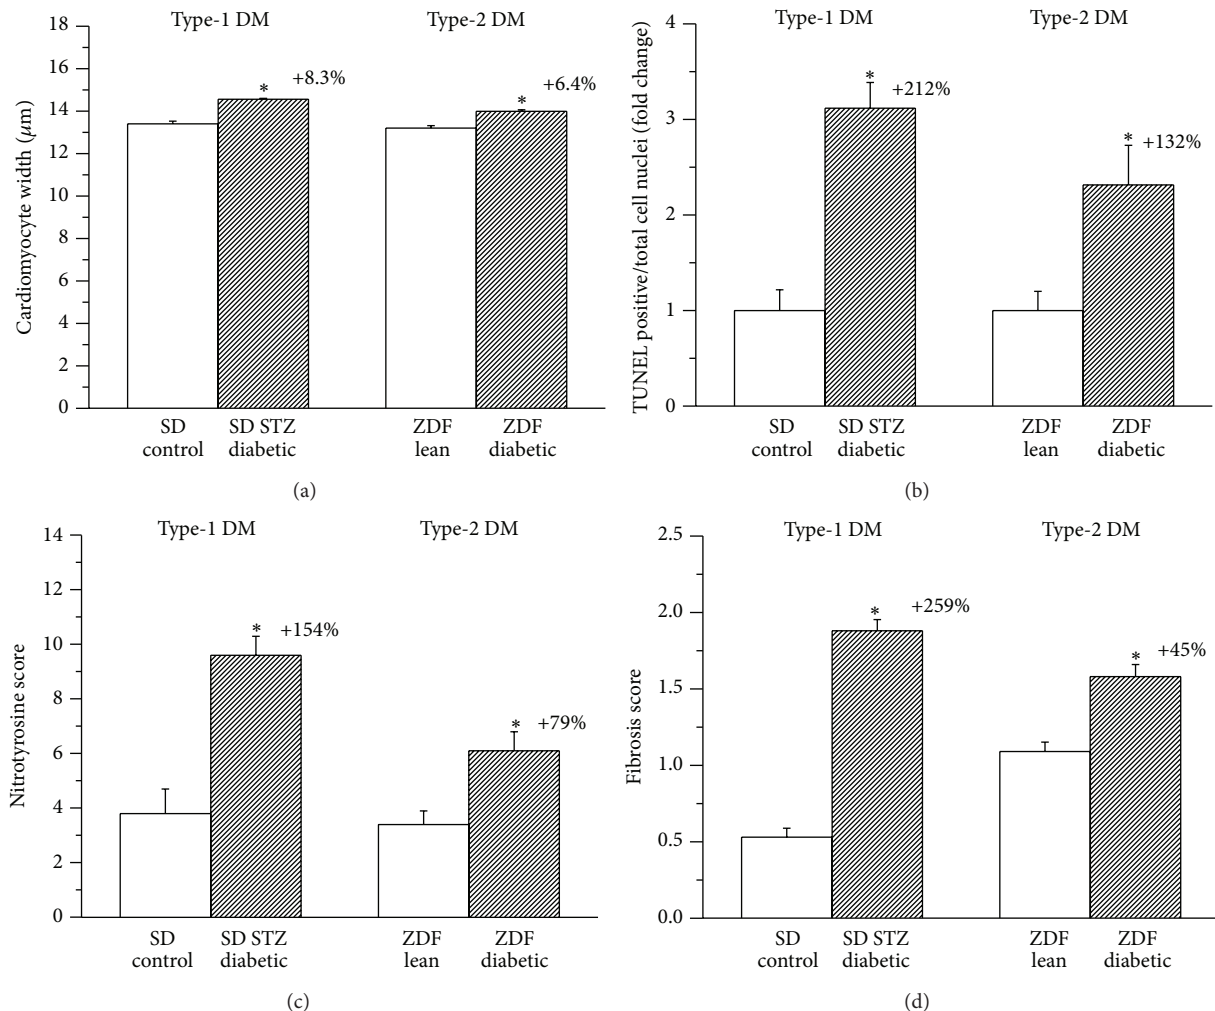 Type-1 DM Type-2 DM
18
16
14
12
10
8
6
4
2
0
Cardiomyocyte width (μm)
* +8.3%
* +6.4%
SD control
SD STZ diabetic
ZDF lean
ZDF diabetic
(a)
Type-1 DM Type-2 DM
4
3
2
1
0
TUNEL positive/total cell nuclei (fold change)
* +212%
* +132%
SD control
SD STZ diabetic
ZDF lean
ZDF diabetic
(b)
Type-1 DM Type-2 DM
14
12
10
8
6
4
2
0
Nitrotyrosine score
* +154%
* +79%
SD control
SD STZ diabetic
ZDF lean
ZDF diabetic
(c)
Type-1 DM Type-2 DM
2.5
2.0
1.5
1.0
0.5
0.0
Fibrosis score
* +259%
* +45%
SD control
SD STZ diabetic
ZDF lean
ZDF diabetic
(d)